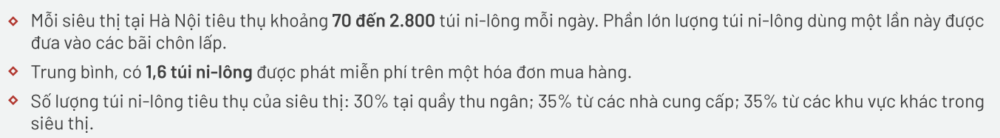 Mỗi siêu thị tại Hà Nội tiêu thụ khoảng 70 đến 2.800 túi ni-lông mỗi ngày. Phần lớn lượng túi ni-lông dùng một lần này được
đưa vào các bãi chôn lấp.
Trung bình, có 1,6 túi ni-lông được phát miễn phí trên một hóa đơn mua hàng.
Số lượng túi ni-lông tiêu thụ của siêu thị: 30% tại quầy thu ngân; 35% từ các nhà cung cấp; 35% từ các khu vực khác trong
siêu thị.